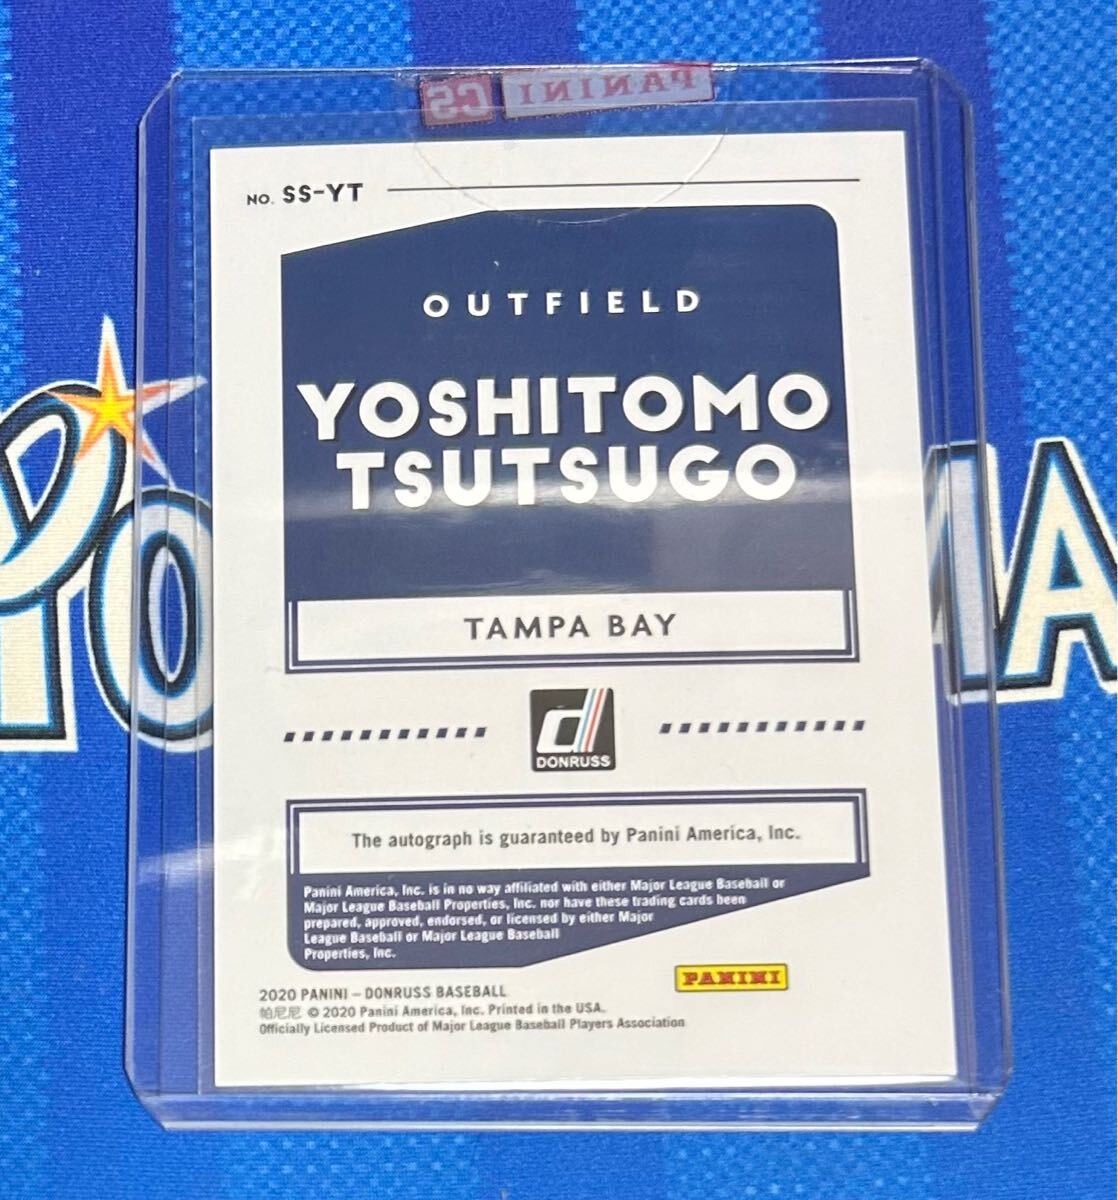 PANINI
NO. SS-YT
OUTFIELD
YOSHITOMO
TSUTSUGO
TAMPA BAY
DONRUSS
The autograph is guaranteed by Panini America, Inc.
Panini America, Inc. is in no way affiliated with either Major League Baseball or
Major League Baseball Properties, Inc. nor have these trading cards been
prepared, approved, endorsed, or licensed by either Major
League Baseball or Major League Baseball
Properties, Inc.
PANINI
2020 PANINI – DONRUSS BASEBALL
帕尼尼 © 2020 Panini America, Inc. Printed in the USA.
Officially Licensed Product of Major League Baseball Players Association